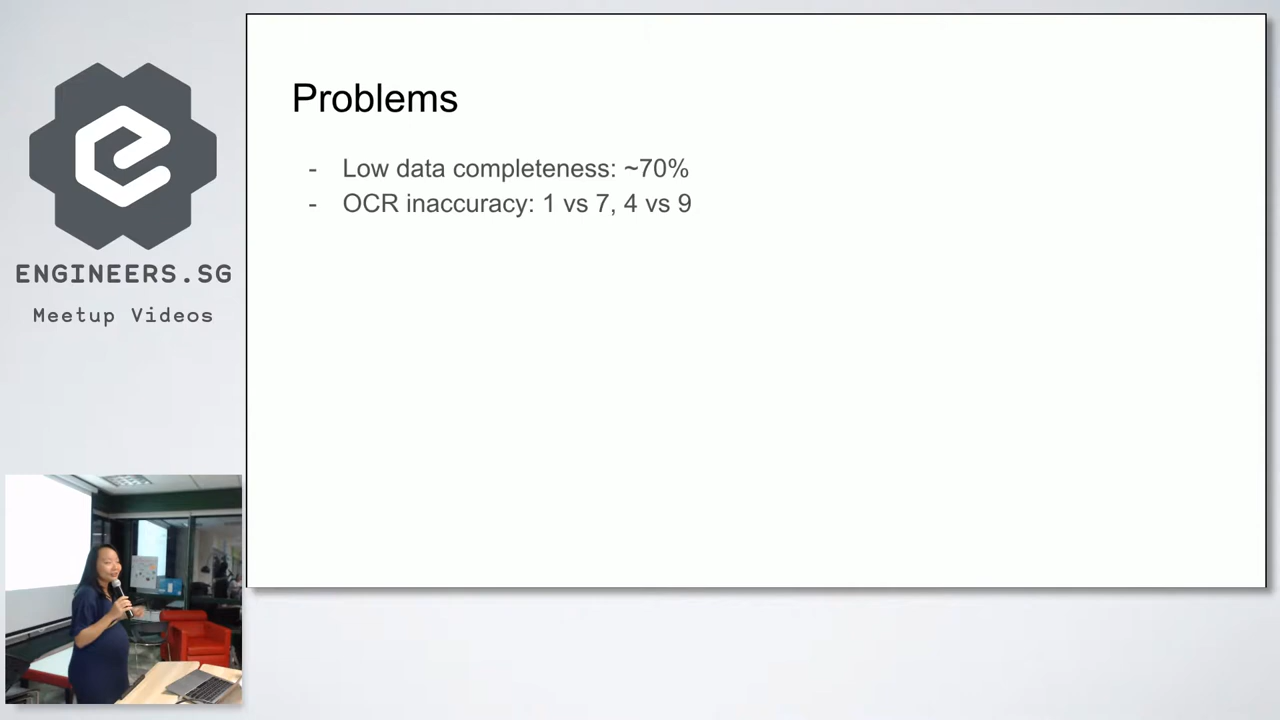 ENGINEERS.SG
Meetup Videos
Problems
- Low data completeness: ~70%
- OCR inaccuracy: 1 vs 7, 4 vs 9